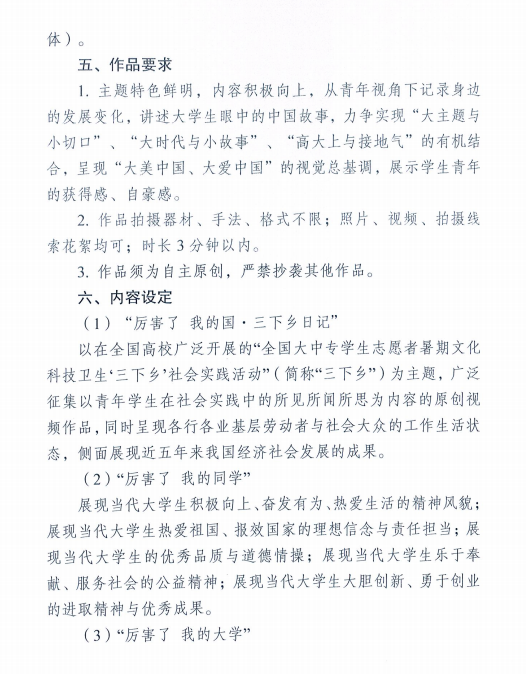 体）。
五、作品要求
1. 主题特色鲜明，内容积极向上，从青年视角下记录身边
的发展变化，讲述大学生眼中的中国故事，力争实现“大主题与
小切口”、“大时代与小故事”、“高大上与接地气”的有机结
合，呈现“大美中国、大爱中国”的视觉总基调，展示学生青年
的获得感、自豪感。
2. 作品拍摄器材、手法、格式不限；照片、视频、拍摄线
索花絮均可；时长 3 分钟以内。
3. 作品须为自主原创，严禁抄袭其他作品。
六、内容设定
（1）“厉害了 我的国·三下乡日记”
以在全国高校广泛开展的“全国大中专学生志愿者暑期文化
科技卫生‘三下乡’社会实践活动”（简称“三下乡”）为主题，广泛
征集以青年学生在社会实践中的所见所闻所思为内容的原创视
频作品，同时呈现各行各业基层劳动者与社会大众的工作生活状
态，侧面展现近五年来我国经济社会发展的成果。
（2）“厉害了 我的同学”
展现当代大学生积极向上、奋发有为、热爱生活的精神风貌；
展现当代大学生热爱祖国、报效国家的理想信念与责任担当；展
现当代大学生的优秀品质与道德情操；展现当代大学生乐于奉
献、服务社会的公益精神；展现当代大学生大胆创新、勇于创业
的进取精神与优秀成果。
（3）“厉害了 我的大学”